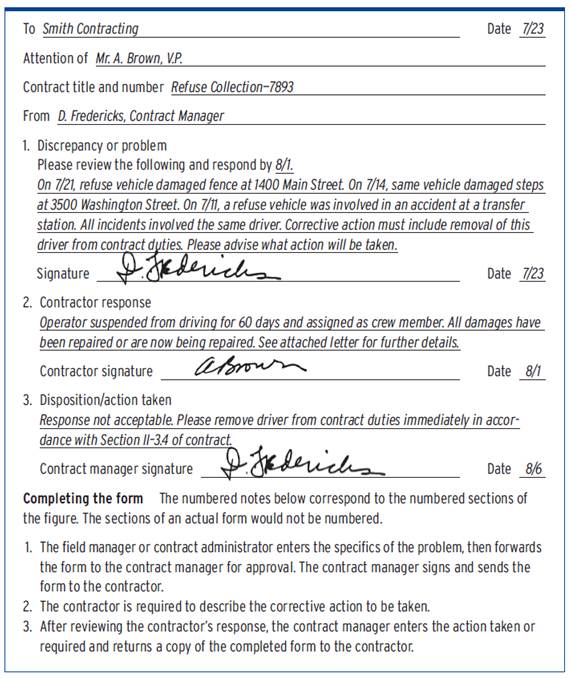 To Smith Contracting Date 7/23
Attention of Mr. A. Brown, V.P.
Contract title and number Refuse Collection–7893
From D. Fredericks, Contract Manager
1. Discrepancy or problem
Please review the following and respond by 8/1.
On 7/21, refuse vehicle damaged fence at 1400 Main Street. On 7/14, same vehicle damaged steps
at 3500 Washington Street. On 7/11, a refuse vehicle was involved in an accident at a transfer
station. All incidents involved the same driver. Corrective action must include removal of this
driver from contract duties. Please advise what action will be taken.
Signature D. Fredericks Date 7/23
2. Contractor response
Operator suspended from driving for 60 days and assigned as crew member. All damages have
been repaired or are now being repaired. See attached letter for further details.
Contractor signature A Brown Date 8/1
3. Disposition/action taken
Response not acceptable. Please remove driver from contract duties immediately in accor-
dance with Section II–3.4 of contract.
Contract manager signature D. Fredericks Date 8/6
Completing the form The numbered notes below correspond to the numbered sections of
the figure. The sections of an actual form would not be numbered.
1. The field manager or contract administrator enters the specifics of the problem, then forwards
the form to the contract manager for approval. The contract manager signs and sends the
form to the contractor.
2. The contractor is required to describe the corrective action to be taken.
3. After reviewing the contractor's response, the contract manager enters the action taken or
required and returns a copy of the completed form to the contractor.